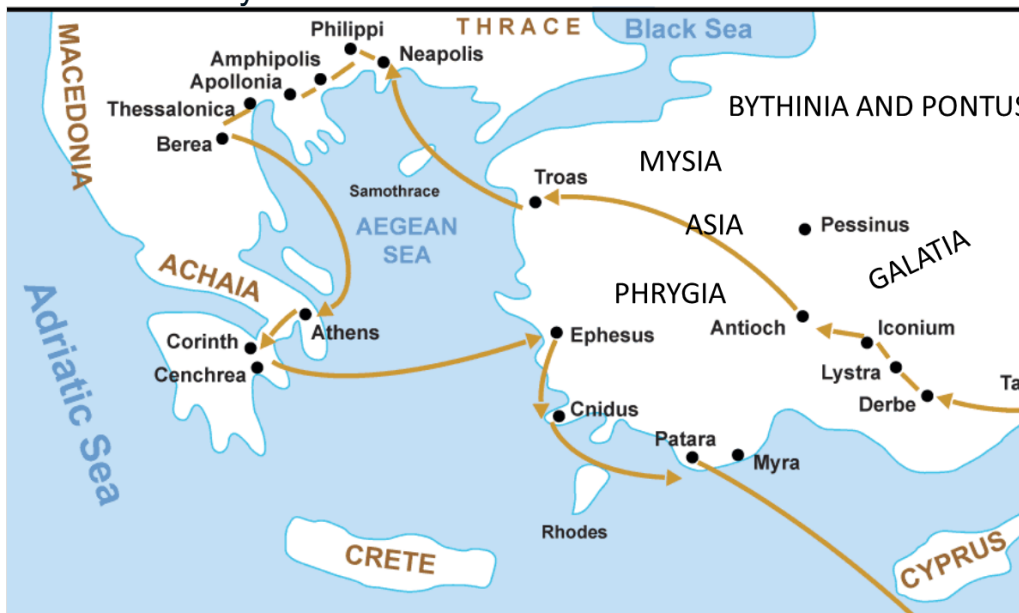 THRACE
Black Sea
MACEDONIA
Philippi
Neapolis
Amphipolis
Apollonia
Thessalonica
Berea
BYTHINIA AND PONTUS
MYSIA
Troas
Samothrace
AEGEAN
SEA
ASIA
Pessinus
GALATIA
PHRYGIA
ACHAIA
Adriatic Sea
Antioch
Iconium
Athens
Corinth
Cenchrea
Ephesus
Lystra
Derbe
Ta
Cnidus
Patara
Myra
Rhodes
CRETE
CYPRUS